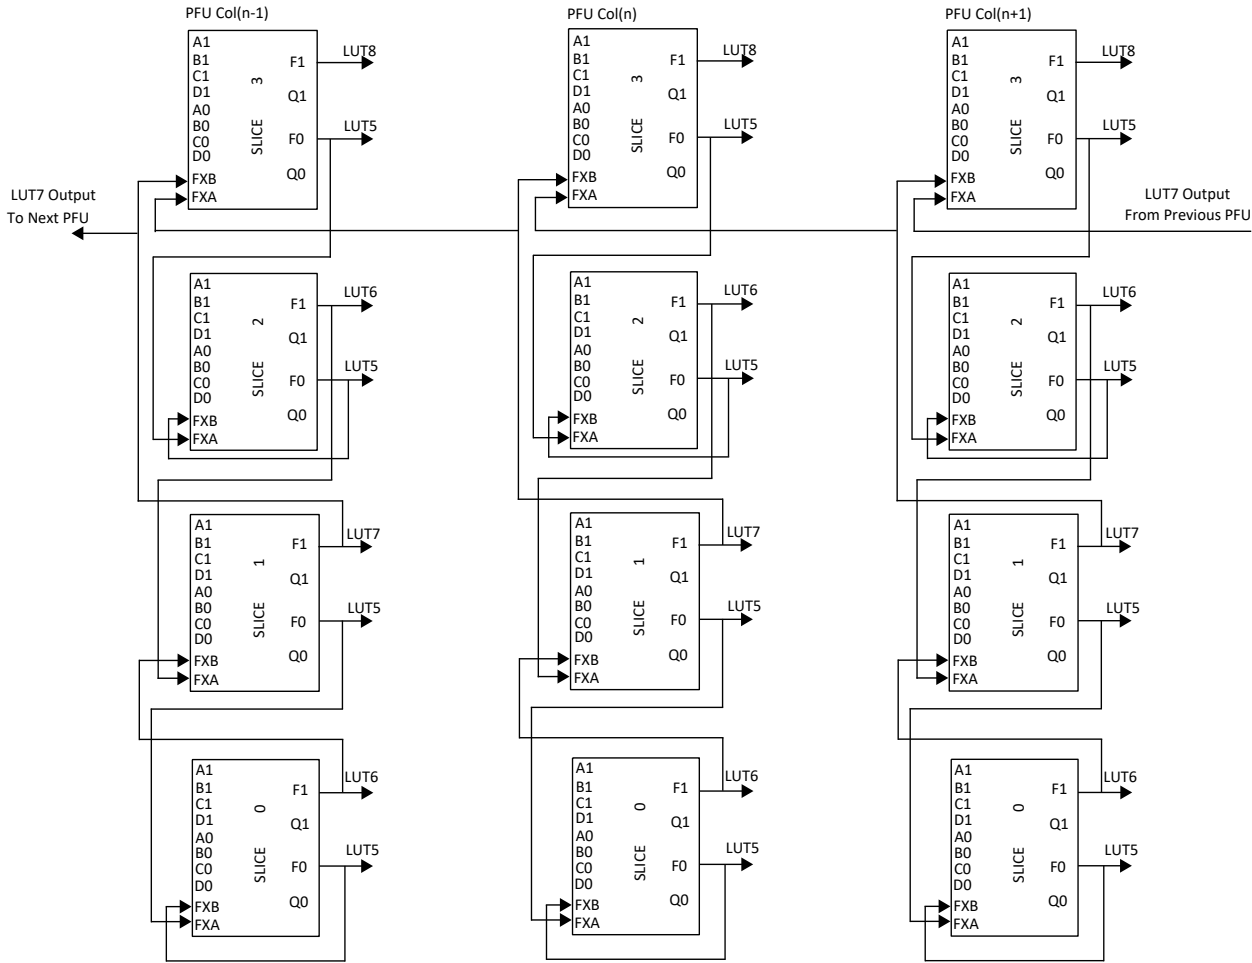 PFU Col(n-1)
A1
B1
C1
D1
A0
B0
C0
D0
FXB
FXA
3
SLICE
F1
Q1
F0
Q0
LUT8
LUT5
A1
B1
C1
D1
A0
B0
C0
D0
FXB
FXA
2
SLICE
F1
Q1
F0
Q0
LUT6
LUT5
A1
B1
C1
D1
A0
B0
C0
D0
FXB
FXA
1
SLICE
F1
Q1
F0
Q0
LUT7
LUT5
A1
B1
C1
D1
A0
B0
C0
D0
FXB
FXA
0
SLICE
F1
Q1
F0
Q0
LUT6
LUT5
LUT7 Output
To Next PFU
PFU Col(n)
A1
B1
C1
D1
A0
B0
C0
D0
FXB
FXA
3
SLICE
F1
Q1
F0
Q0
LUT8
LUT5
A1
B1
C1
D1
A0
B0
C0
D0
FXB
FXA
2
SLICE
F1
Q1
F0
Q0
LUT6
LUT5
A1
B1
C1
D1
A0
B0
C0
D0
FXB
FXA
1
SLICE
F1
Q1
F0
Q0
LUT7
LUT5
A1
B1
C1
D1
A0
B0
C0
D0
FXB
FXA
0
SLICE
F1
Q1
F0
Q0
LUT6
LUT5
PFU Col(n+1)
A1
B1
C1
D1
A0
B0
C0
D0
FXB
FXA
3
SLICE
F1
Q1
F0
Q0
LUT8
LUT5
A1
B1
C1
D1
A0
B0
C0
D0
FXB
FXA
2
SLICE
F1
Q1
F0
Q0
LUT6
LUT5
A1
B1
C1
D1
A0
B0
C0
D0
FXB
FXA
1
SLICE
F1
Q1
F0
Q0
LUT7
LUT5
A1
B1
C1
D1
A0
B0
C0
D0
FXB
FXA
0
SLICE
F1
Q1
F0
Q0
LUT6
LUT5
LUT7 Output
From Previous PFU